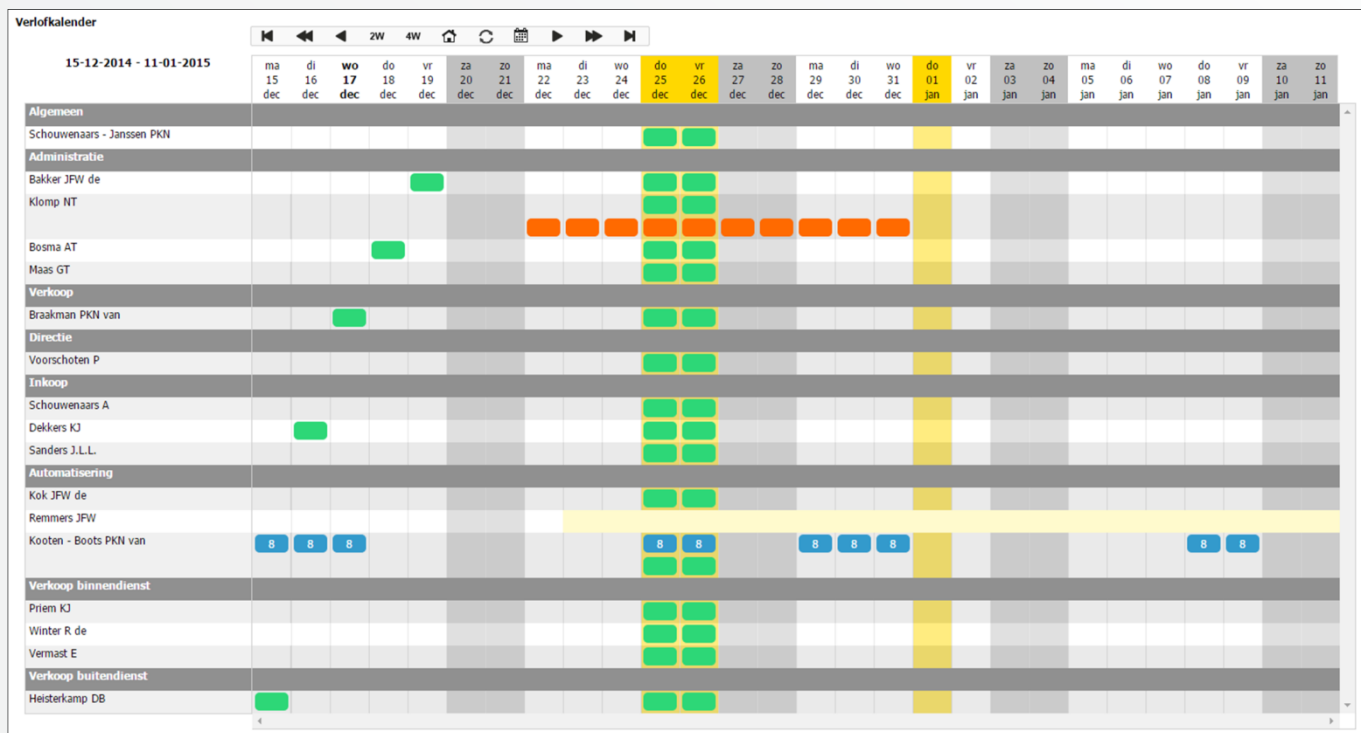 Verlofkalender
2W 4W
15-12-2014 - 11-01-2015
ma di wo do vr za zo ma di wo do vr za zo ma di wo do vr za zo ma di wo do vr za zo
15 16 17 18 19 20 21 22 23 24 25 26 27 28 29 30 31 01 02 03 04 05 06 07 08 09 10 11
dec dec dec dec dec dec dec dec dec dec dec dec dec dec dec dec dec jan jan jan jan jan jan jan jan jan jan jan
Algemeen
Schouwenaars - Janssen PKN
Administratie
Bakker JFW de
Klomp NT
Bosma AT
Maas GT
Verkoop
Braakman PKN van
Directie
Voorschoten P
Inkoop
Schouwenaars A
Dekkers KJ
Sanders J.L.L.
Automatisering
Kok JFW de
Remmers JFW
Kooten - Boots PKN van 8 8 8 8 8 8 8 8 8 8
Verkoop binnendienst
Priem KJ
Winter R de
Vermast E
Verkoop buitendienst
Heisterkamp DB